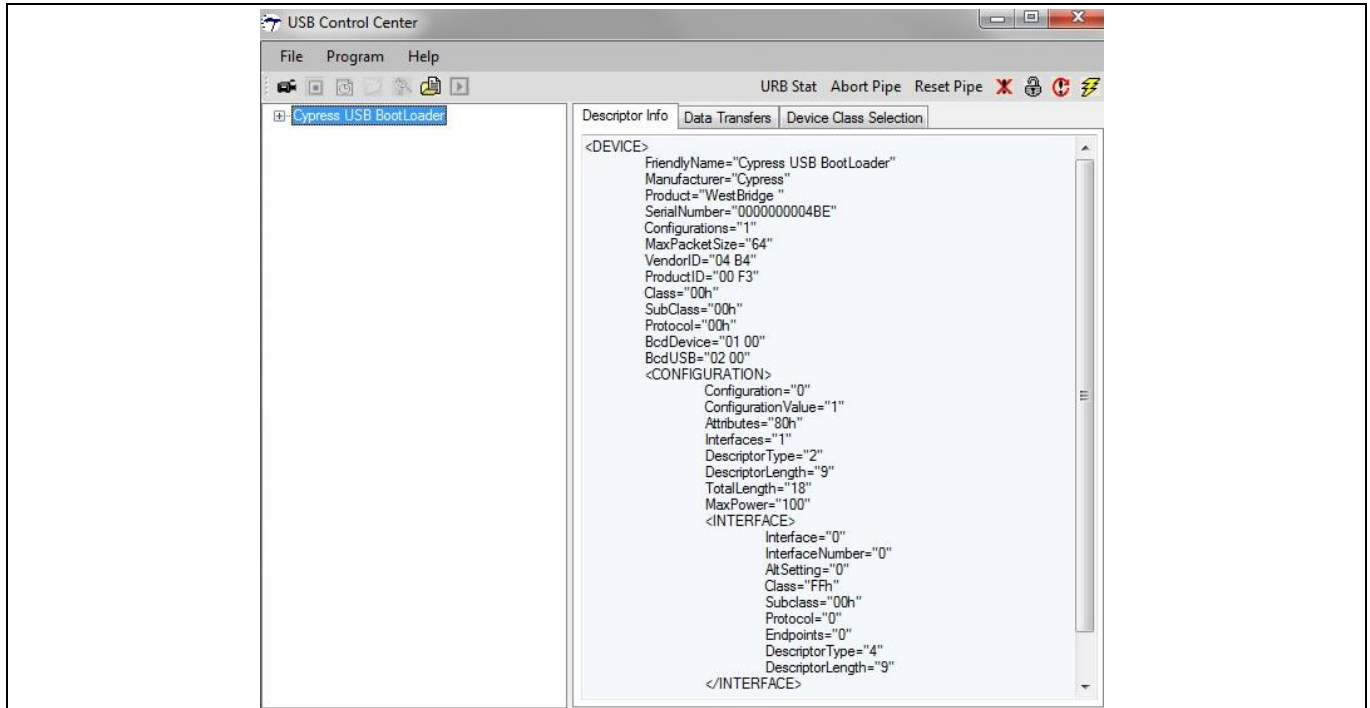 USB Control Center
File Program Help
URB Stat Abort Pipe Reset Pipe
Cypress USB BootLoader
Descriptor Info Data Transfers Device Class Selection
<DEVICE>
FriendlyName="Cypress USB BootLoader"
Manufacturer="Cypress"
Product="WestBridge "
SerialNumber="0000000004BE"
Configurations="1"
MaxPacketSize="64"
VendorID="04 B4"
ProductID="00 F3"
Class="00h"
SubClass="00h"
Protocol="00h"
BcdDevice="01 00"
BcdUSB="02 00"
<CONFIGURATION>
Configuration="0"
ConfigurationValue="1"
Attributes="80h"
Interfaces="1"
DescriptorType="2"
DescriptorLength="9"
TotalLength="18"
MaxPower="100"
<INTERFACE>
Interface="0"
InterfaceNumber="0"
AltSetting="0"
Class="FFh"
Subclass="00h"
Protocol="0"
Endpoints="0"
DescriptorType="4"
DescriptorLength="9"
</INTERFACE>